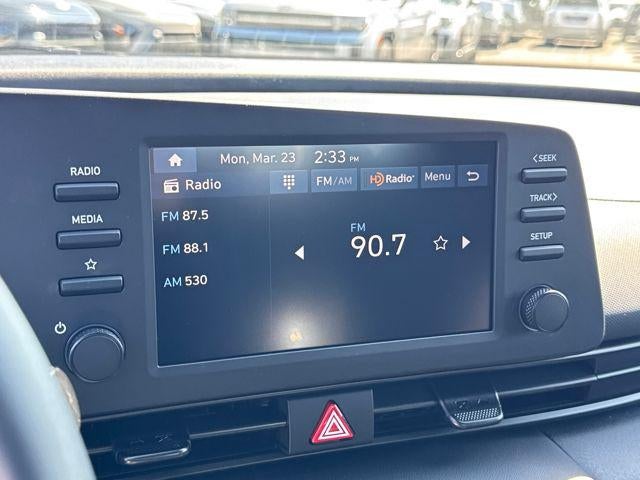 Mon, Mar. 23 2:33 PM
Radio FM/AM HD Radio Menu
FM 87.5
FM 88.1
AM 530
FM
90.7
RADIO
MEDIA
<SEEK
TRACK>
SETUP